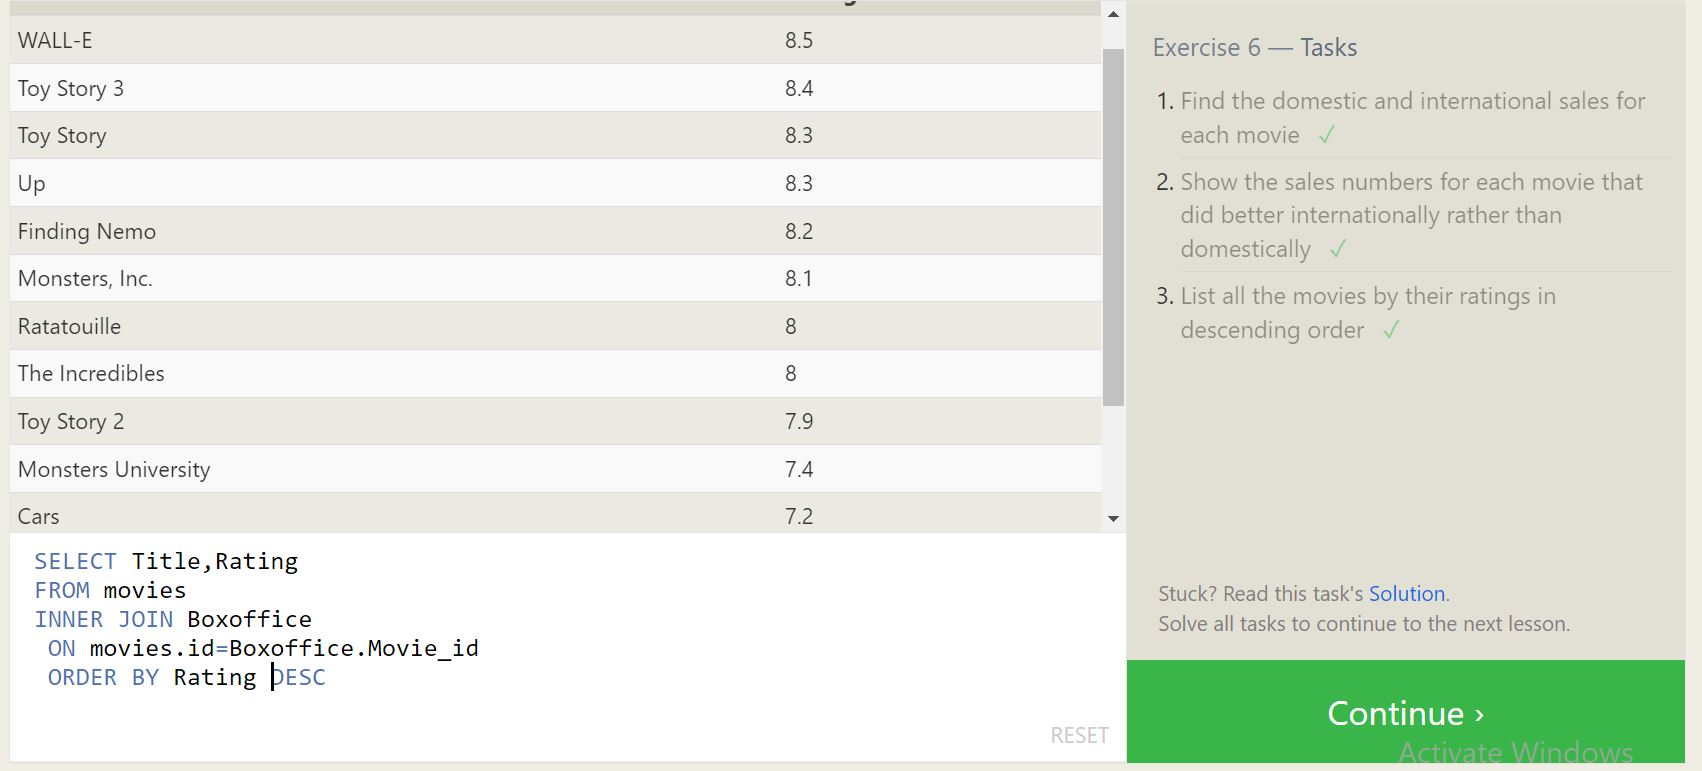 WALL-E 8.5
Toy Story 3 8.4
Toy Story 8.3
Up 8.3
Finding Nemo 8.2
Monsters, Inc. 8.1
Ratatouille 8
The Incredibles 8
Toy Story 2 7.9
Monsters University 7.4
Cars 7.2
SELECT Title,Rating
FROM movies
INNER JOIN Boxoffice
ON movies.id=Boxoffice.Movie_id
ORDER BY Rating DESC
RESET
Exercise 6 — Tasks
1. Find the domestic and international sales for
each movie ✓
2. Show the sales numbers for each movie that
did better internationally rather than
domestically ✓
3. List all the movies by their ratings in
descending order ✓
Stuck? Read this task's Solution.
Solve all tasks to continue to the next lesson.
Continue ›
Activate Windows